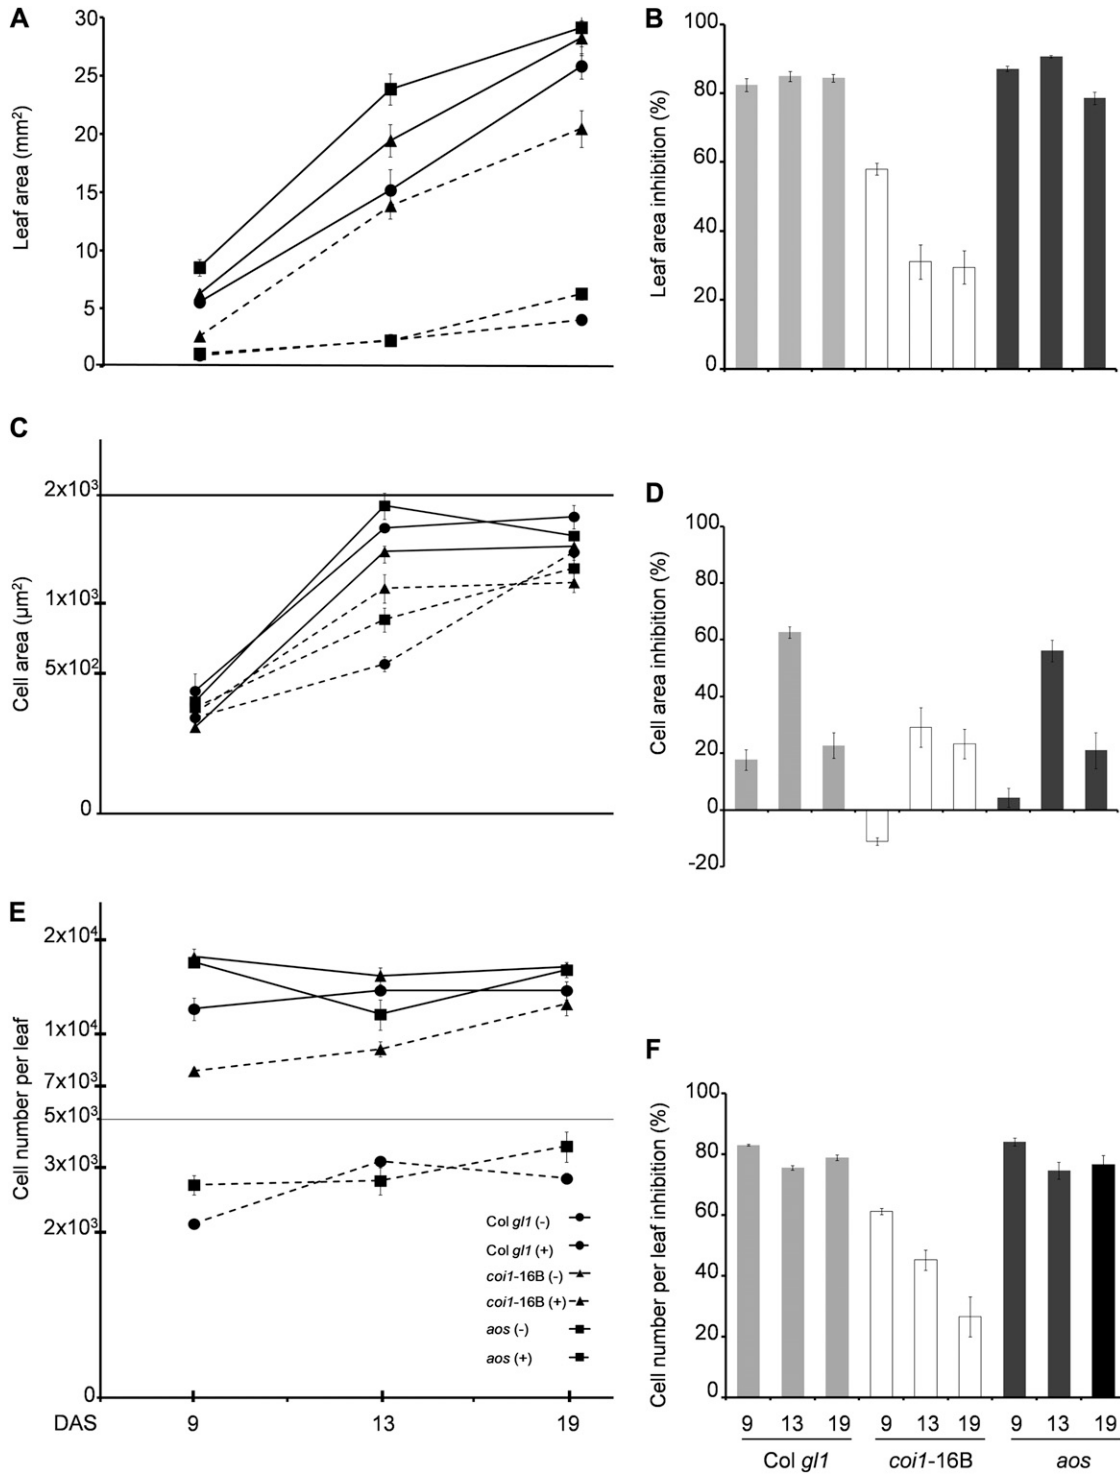 A
Leaf area (mm²)
30
25
20
15
10
5
0
B
Leaf area inhibition (%)
100
80
60
40
20
0
C
Cell area (µm²)
2x10³
1x10³
5x10²
0
D
Cell area inhibition (%)
100
80
60
40
20
0
-20
E
Cell number per leaf
2x10⁴
1x10⁴
7x10³
5x10³
3x10³
2x10³
0
Col gl1 (-)
Col gl1 (+)
coi1-16B (-)
coi1-16B (+)
aos (-)
aos (+)
DAS 9 13 19
F
Cell number per leaf inhibition (%)
100
80
60
40
20
0
9 13 19 9 13 19 9 13 19
Col gl1 coi1-16B aos